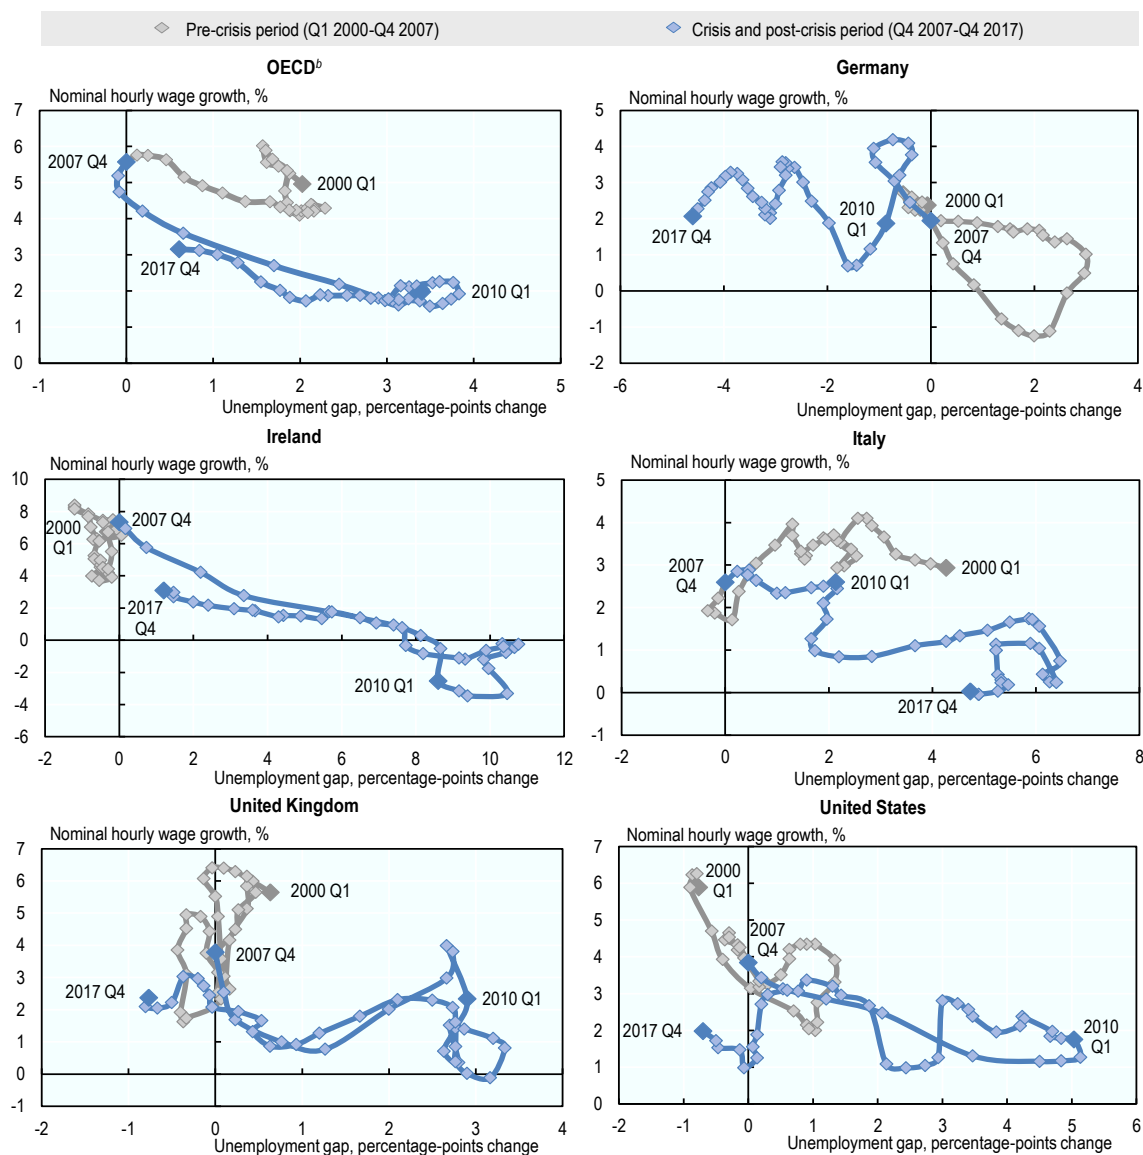 Pre-crisis period (Q1 2000-Q4 2007)
Crisis and post-crisis period (Q4 2007-Q4 2017)
OECDᵇ
Nominal hourly wage growth, %
7
6
5
4
3
2
1
0
2007 Q4
2000 Q1
2017 Q4
2010 Q1
-1 0 1 2 3 4 5
Unemployment gap, percentage-points change
Germany
Nominal hourly wage growth, %
5
4
3
2
1
0
-1
-2
2000 Q1
2010
Q1
2017 Q4
2007
Q4
-6 -4 -2 0 2 4
Unemployment gap, percentage-points change
Ireland
Nominal hourly wage growth, %
10
8
6
4
2
0
-2
-4
-6
2007 Q4
2000
Q1
2017
Q4
2010 Q1
-2 0 2 4 6 8 10 12
Unemployment gap, percentage-points change
Italy
Nominal hourly wage growth, %
5
4
3
2
1
0
-1
2007
Q4
2010 Q1
2000 Q1
2017 Q4
-2 0 2 4 6 8
Unemployment gap, percentage-points change
United Kingdom
Nominal hourly wage growth, %
7
6
5
4
3
2
1
0
-1
2000 Q1
2007 Q4
2017 Q4
2010 Q1
-2 -1 0 1 2 3 4
Unemployment gap, percentage-points change
United States
Nominal hourly wage growth, %
7
6
5
4
3
2
1
0
2000
Q1
2007
Q4
2017 Q4
2010
Q1
-2 -1 0 1 2 3 4 5 6
Unemployment gap, percentage-points change